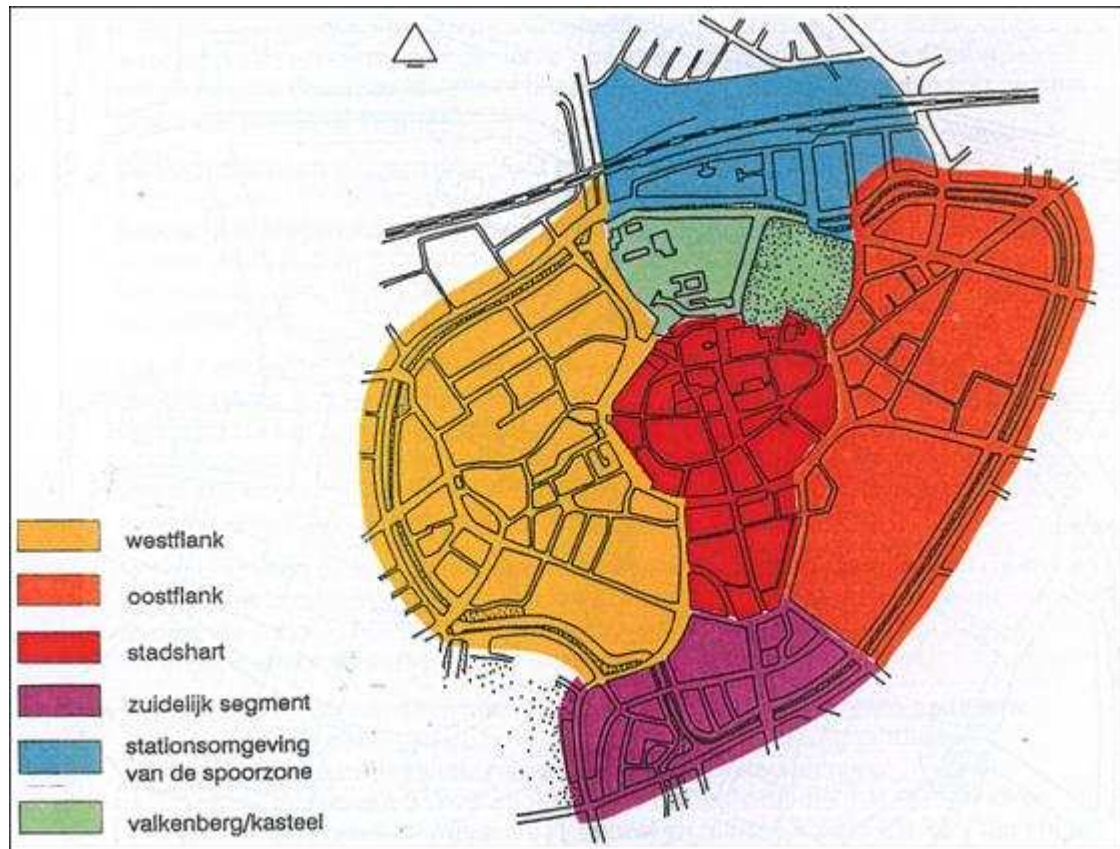 westflank
oostflank
stadshart
zuidelijk segment
stationsomgeving
van de spoorzone
valkenberg/kasteel